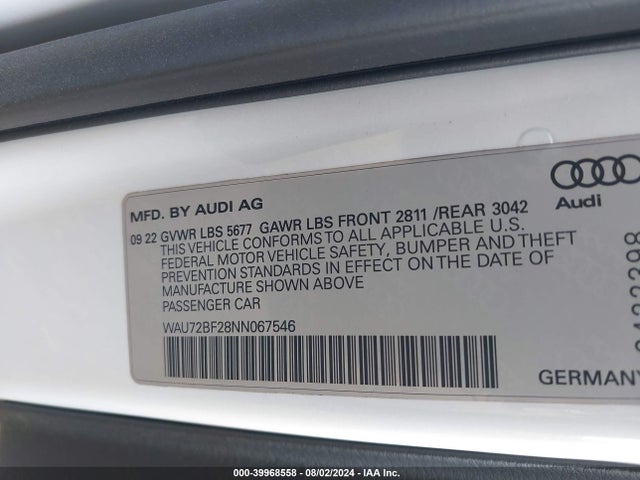 Audi
MFD. BY AUDI AG
09 22 GVWR LBS 5677 GAWR LBS FRONT 2811 /REAR 3042
THIS VEHICLE CONFORMS TO ALL APPLICABLE U.S.
FEDERAL MOTOR VEHICLE SAFETY, BUMPER AND THEFT
PREVENTION STANDARDS IN EFFECT ON THE DATE OF
MANUFACTURE SHOWN ABOVE
PASSENGER CAR
WAU72BF28NN067546
GERMANY
000-39968558 - 08/02/2024 - IAA Inc.